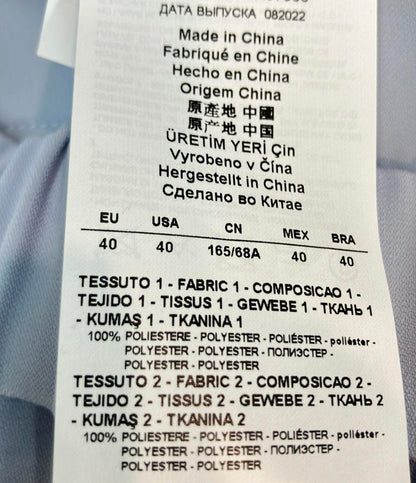 ДАТА ВЫПУСКА 082022
Made in China
Fabriqué en Chine
Hecho en China
Origem China
原產地 中國
原产地 中国
ÜRETİM YERİ Çin
Vyrobeno v Čína
Hergestellt in China
Сделано во Китае
EU USA CN MEX BRA
40 40 165/68A 40 40
TESSUTO 1 - FABRIC 1 - COMPOSICAO 1 -
TEJIDO 1 - TISSUS 1 - GEWEBE 1 - ТКАНЬ 1
- KUMAŞ 1 - TKANINA 1
100% POLIESTERE - POLYESTER - POLIÉSTER - poliéster -
POLYESTER - POLYESTER - ПОЛИЭСТЕР -
POLYESTER - POLYESTER
TESSUTO 2 - FABRIC 2 - COMPOSICAO 2 -
TEJIDO 2 - TISSUS 2 - GEWEBE 2 - ТКАНЬ 2
- KUMAŞ 2 - TKANINA 2
100% POLIESTERE - POLYESTER - POLIÉSTER - poliéster -
POLYESTER - POLYESTER - ПОЛИЭСТЕР -
POLYESTER - POLYESTER